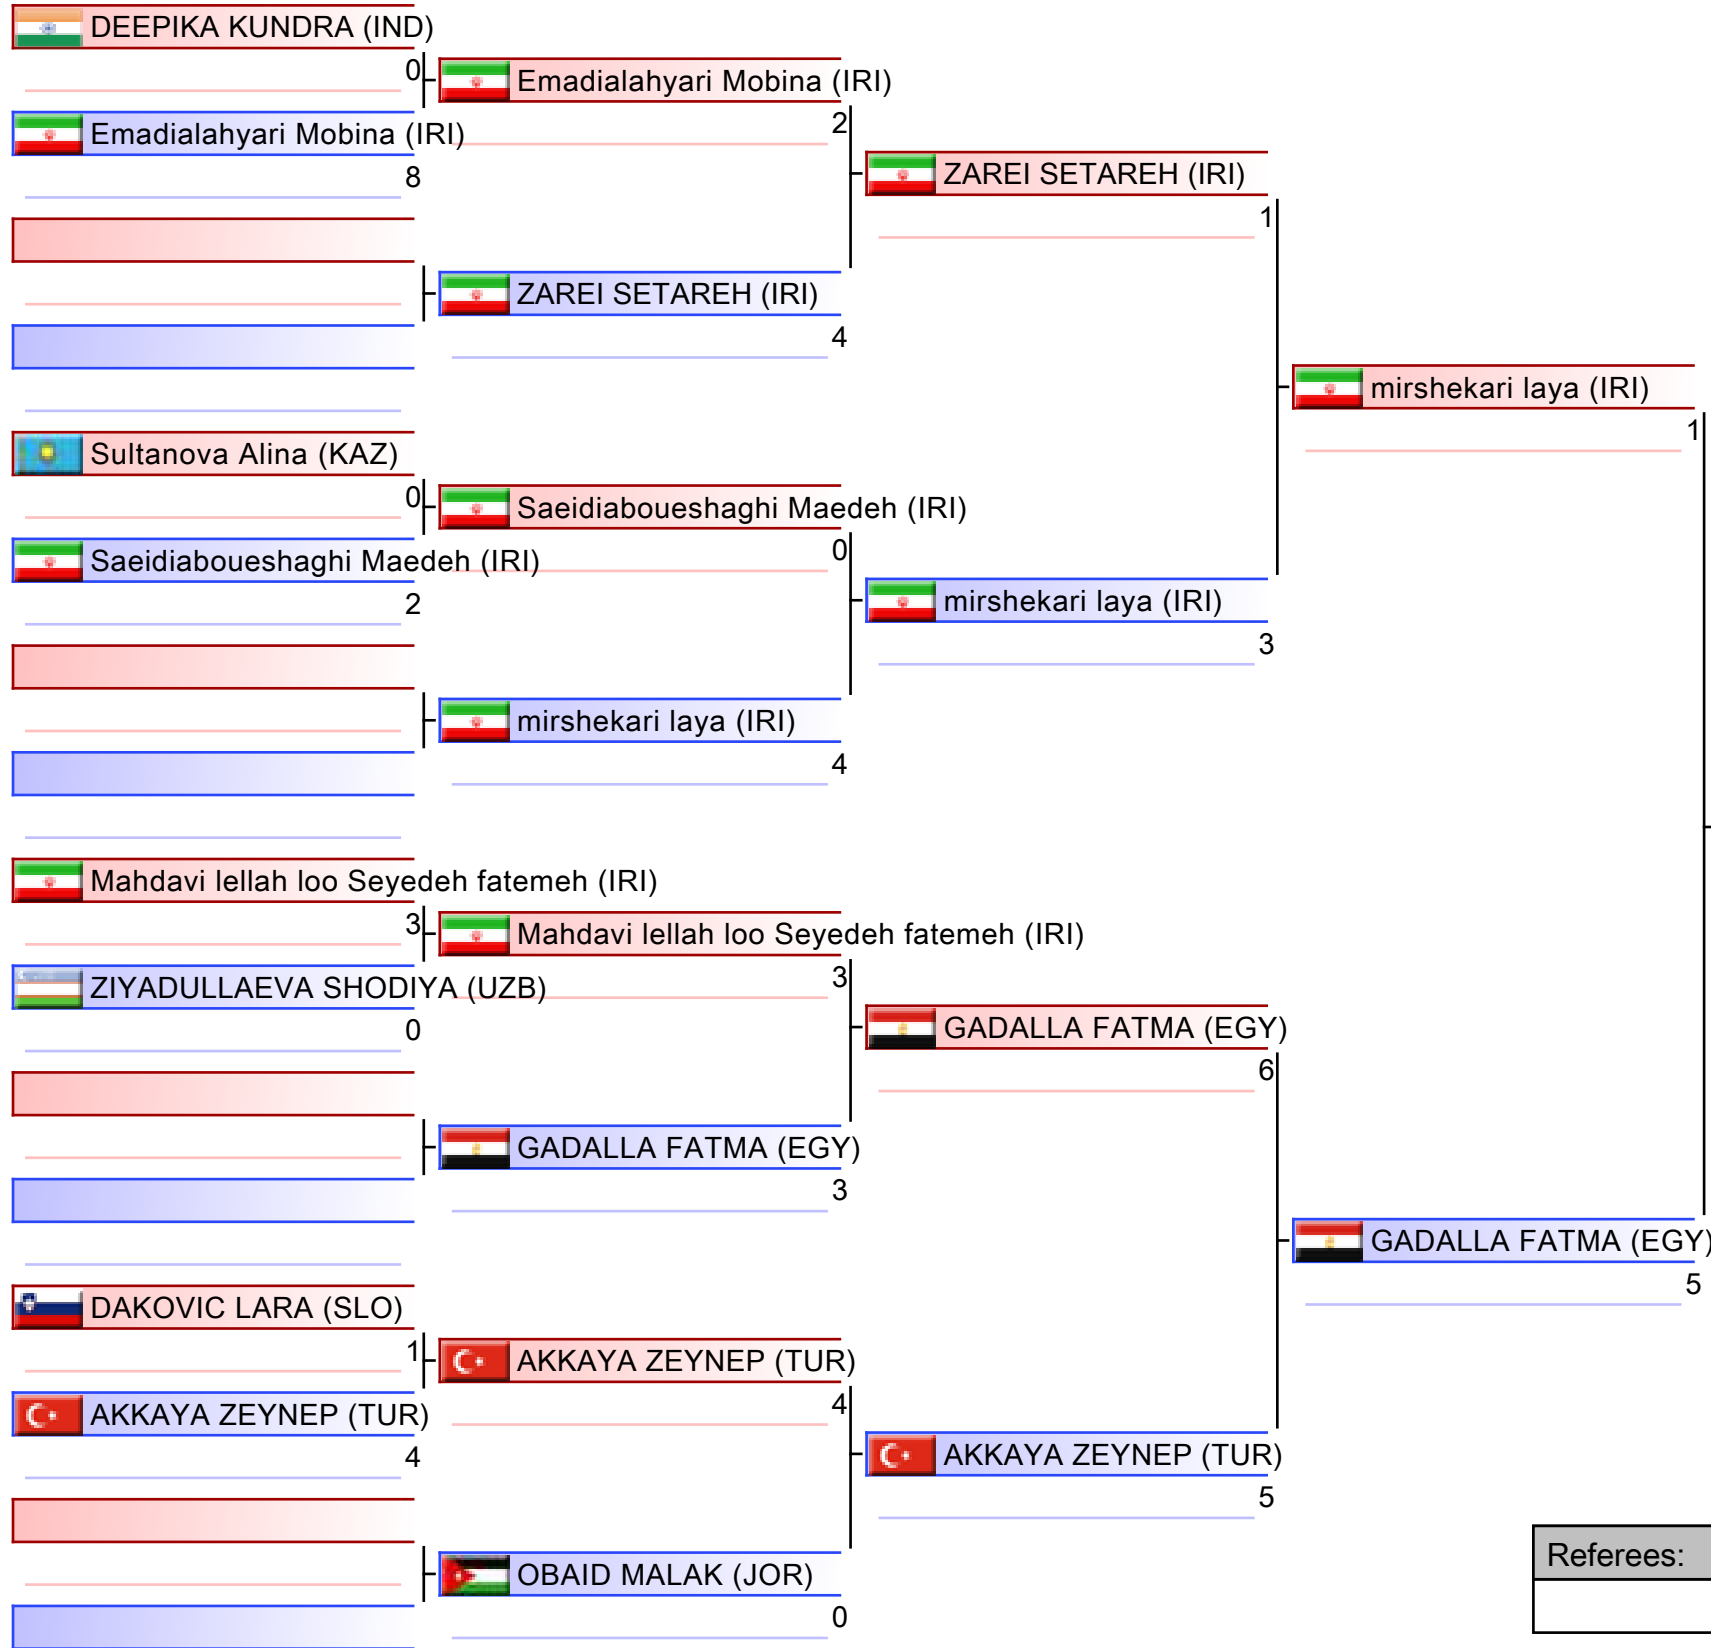 DEEPIKA KUNDRA (IND)
0
Emadialahyari Mobina (IRI)
8
Sultanova Alina (KAZ)
0
Saeidiaboueshaghi Maedeh (IRI)
2
Mahdavi lellah loo Seyedeh fatemeh (IRI)
3
ZIYADULLAEVA SHODIYA (UZB)
0
DAKOVIC LARA (SLO)
1
AKKAYA ZEYNEP (TUR)
4
Emadialahyari Mobina (IRI)
2
ZAREI SETAREH (IRI)
4
Saeidiaboueshaghi Maedeh (IRI)
0
mirshekari laya (IRI)
4
Mahdavi lellah loo Seyedeh fatemeh (IRI)
3
GADALLA FATMA (EGY)
3
AKKAYA ZEYNEP (TUR)
4
OBAID MALAK (JOR)
0
ZAREI SETAREH (IRI)
1
mirshekari laya (IRI)
3
GADALLA FATMA (EGY)
6
AKKAYA ZEYNEP (TUR)
5
mirshekari laya (IRI)
1
GADALLA FATMA (EGY)
5
Referees: